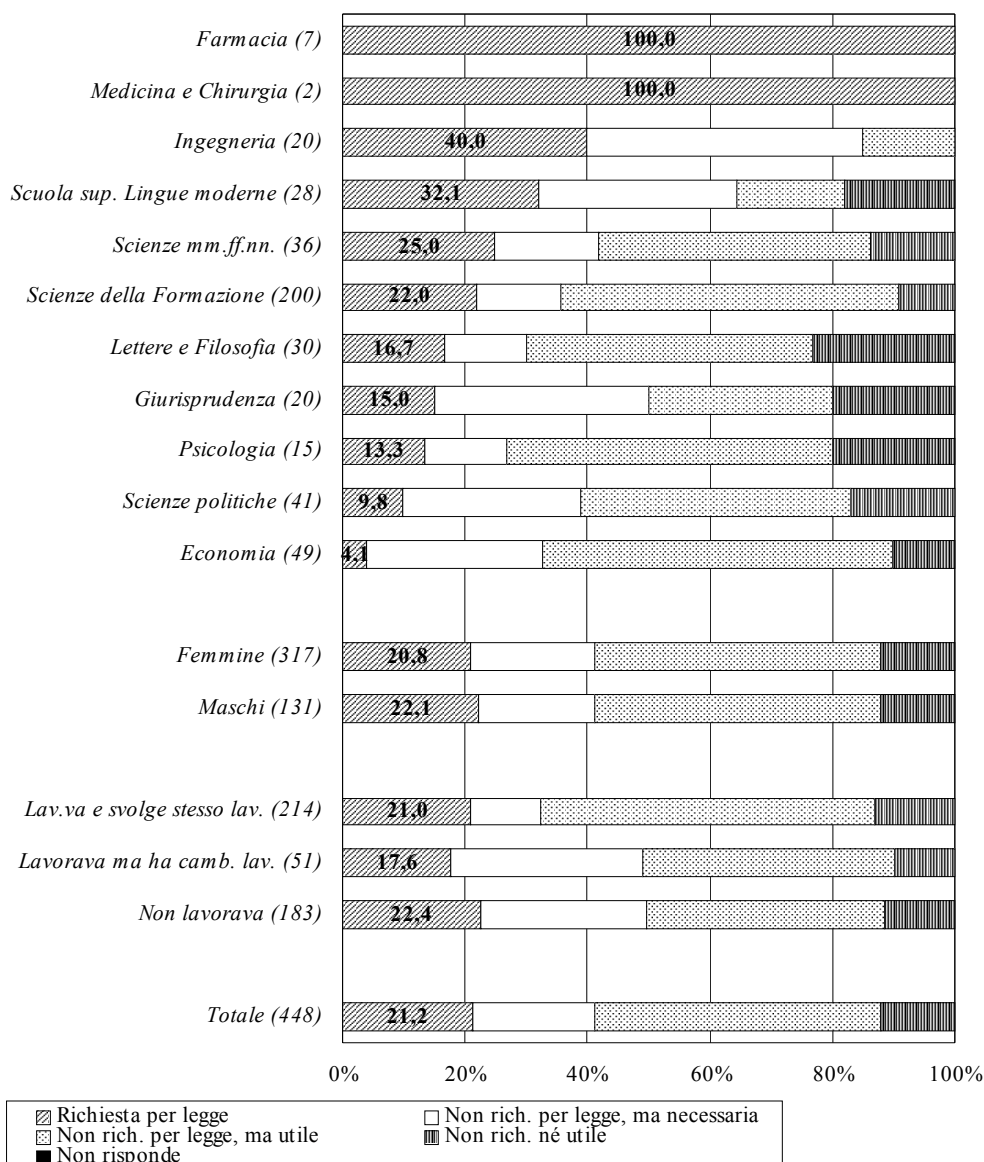 Farmacia (7) 100,0
Medicina e Chirurgia (2) 100,0
Ingegneria (20) 40,0
Scuola sup. Lingue moderne (28) 32,1
Scienze mm.ff.nn. (36) 25,0
Scienze della Formazione (200) 22,0
Lettere e Filosofia (30) 16,7
Giurisprudenza (20) 15,0
Psicologia (15) 13,3
Scienze politiche (41) 9,8
Economia (49) 4,1
Femmine (317) 20,8
Maschi (131) 22,1
Lav.va e svolge stesso lav. (214) 21,0
Lavorava ma ha camb. lav. (51) 17,6
Non lavorava (183) 22,4
Totale (448) 21,2
0% 20% 40% 60% 80% 100%
Richiesta per legge Non rich. per legge, ma necessaria
Non rich. per legge, ma utile Non rich. né utile
Non risponde